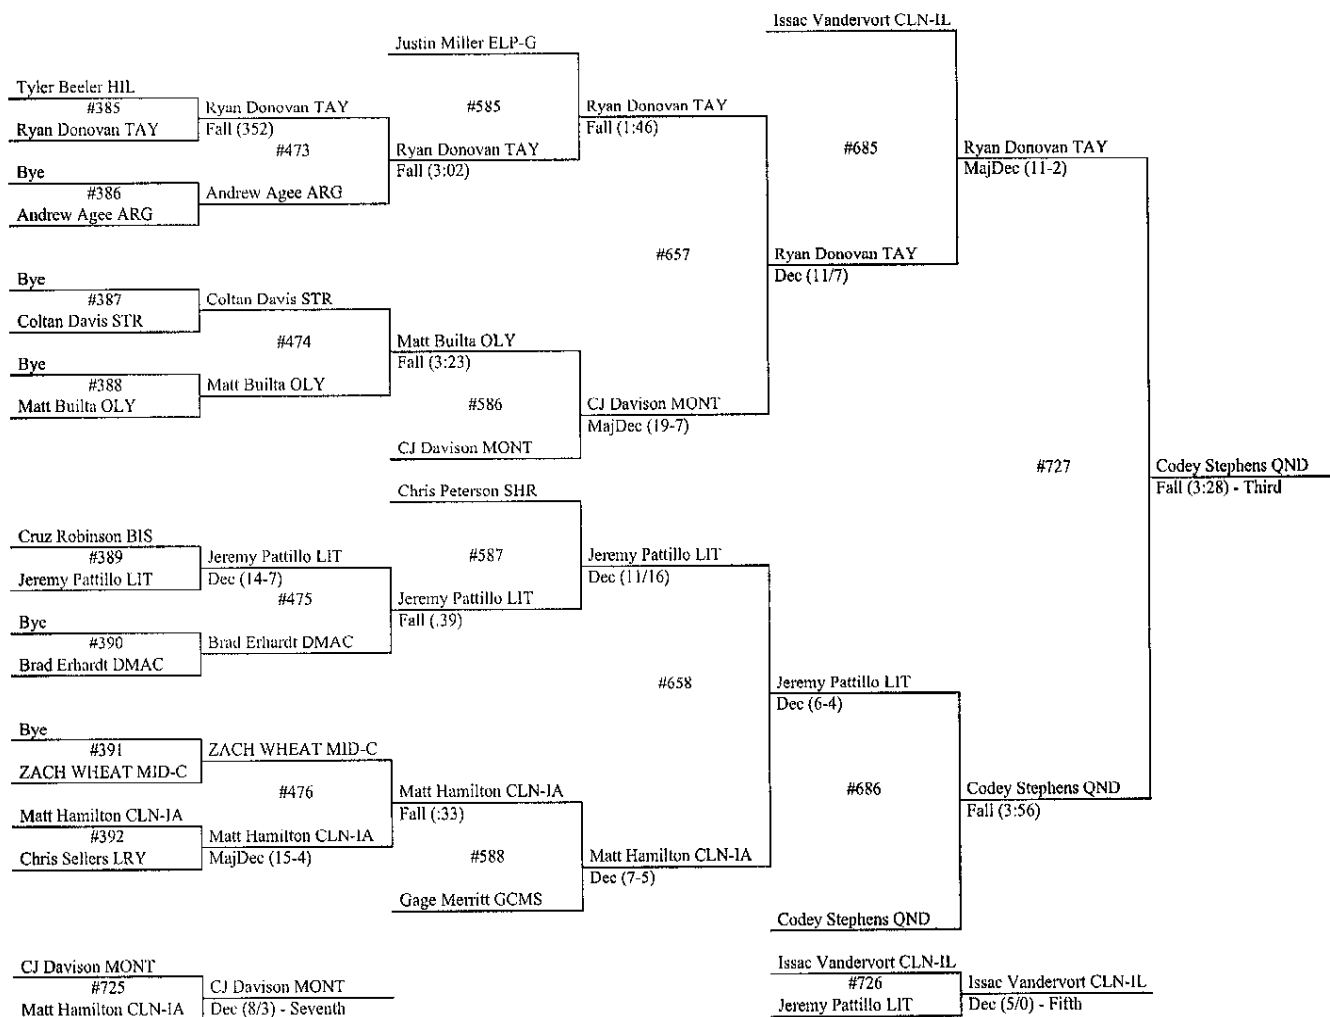 Issac Vandervort CLN-IL
Justin Miller ELP-G
Tyler Beeler HIL
#385
Ryan Donovan TAY
Ryan Donovan TAY
Fall (352)
#585
Ryan Donovan TAY
Fall (1:46)
#473
Ryan Donovan TAY
Fall (3:02)
#685
Ryan Donovan TAY
MajDec (11-2)
Bye
#386
Andrew Agee ARG
Andrew Agee ARG
#657
Ryan Donovan TAY
Dec (11/7)
Bye
#387
Coltan Davis STR
Coltan Davis STR
#474
Matt Builta OLY
Fall (3:23)
Bye
#388
Matt Builta OLY
Matt Builta OLY
#586
CJ Davison MONT
MajDec (19-7)
CJ Davison MONT
#727
Codey Stephens QND
Fall (3:28) - Third
Chris Peterson SHR
Cruz Robinson BIS
#389
Jeremy Pattillo LIT
Jeremy Pattillo LIT
Dec (14-7)
#587
Jeremy Pattillo LIT
Dec (11/16)
#475
Jeremy Pattillo LIT
Fall (.39)
Bye
#390
Brad Erhardt DMAC
Brad Erhardt DMAC
#658
Jeremy Pattillo LIT
Dec (6-4)
Bye
#391
ZACH WHEAT MID-C
ZACH WHEAT MID-C
#476
Matt Hamilton CLN-IA
Fall (:33)
#686
Codey Stephens QND
Fall (3:56)
Matt Hamilton CLN-IA
#392
Chris Sellers LRY
Matt Hamilton CLN-IA
MajDec (15-4)
#588
Matt Hamilton CLN-IA
Dec (7-5)
Gage Merritt GCMS
Codey Stephens QND
CJ Davison MONT
#725
Matt Hamilton CLN-IA
CJ Davison MONT
Dec (8/3) - Seventh
Issac Vandervort CLN-IL
#726
Jeremy Pattillo LIT
Issac Vandervort CLN-IL
Dec (5/0) - Fifth